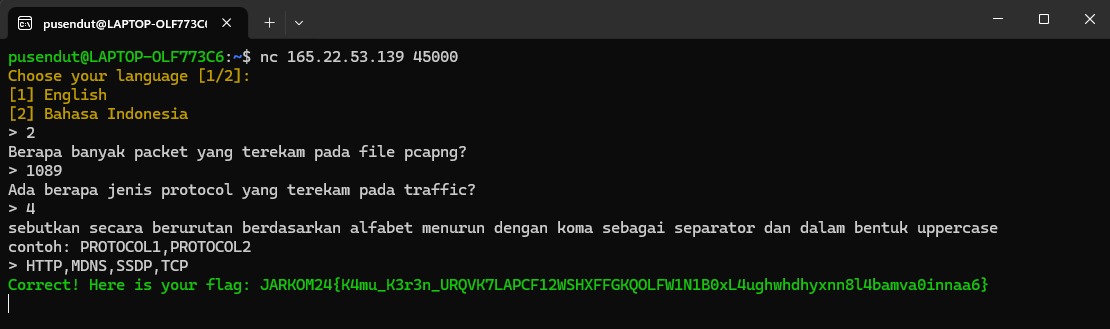 pusendut@LAPTOP-OLF773C6
pusendut@LAPTOP-OLF773C6:~$ nc 165.22.53.139 45000
Choose your language [1/2]:
[1] English
[2] Bahasa Indonesia
> 2
Berapa banyak packet yang terekam pada file pcapng?
> 1089
Ada berapa jenis protocol yang terekam pada traffic?
> 4
sebutkan secara berurutan berdasarkan alfabet menurun dengan koma sebagai separator dan dalam bentuk uppercase
contoh: PROTOCOL1,PROTOCOL2
> HTTP,MDNS,SSDP,TCP
Correct! Here is your flag: JARKOM24{K4mu_K3r3n_URQVK7LAPCF12WSHXFFGKQOLFW1N1B0xL4ughwhdhyxnn8l4bamva0innaa6}